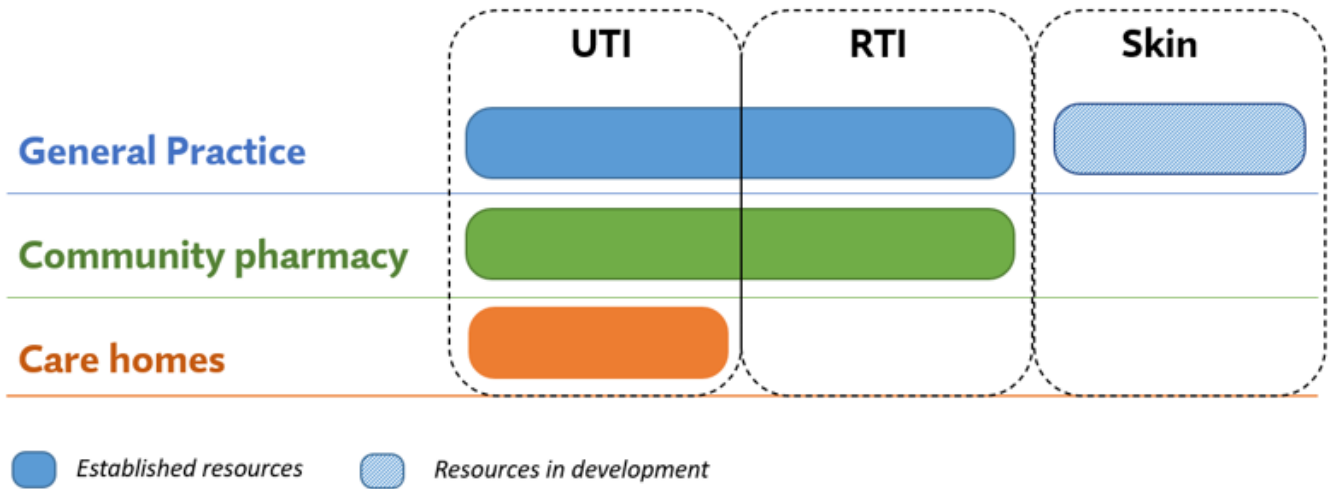 UTI RTI Skin
General Practice
Community pharmacy
Care homes
Established resources Resources in development